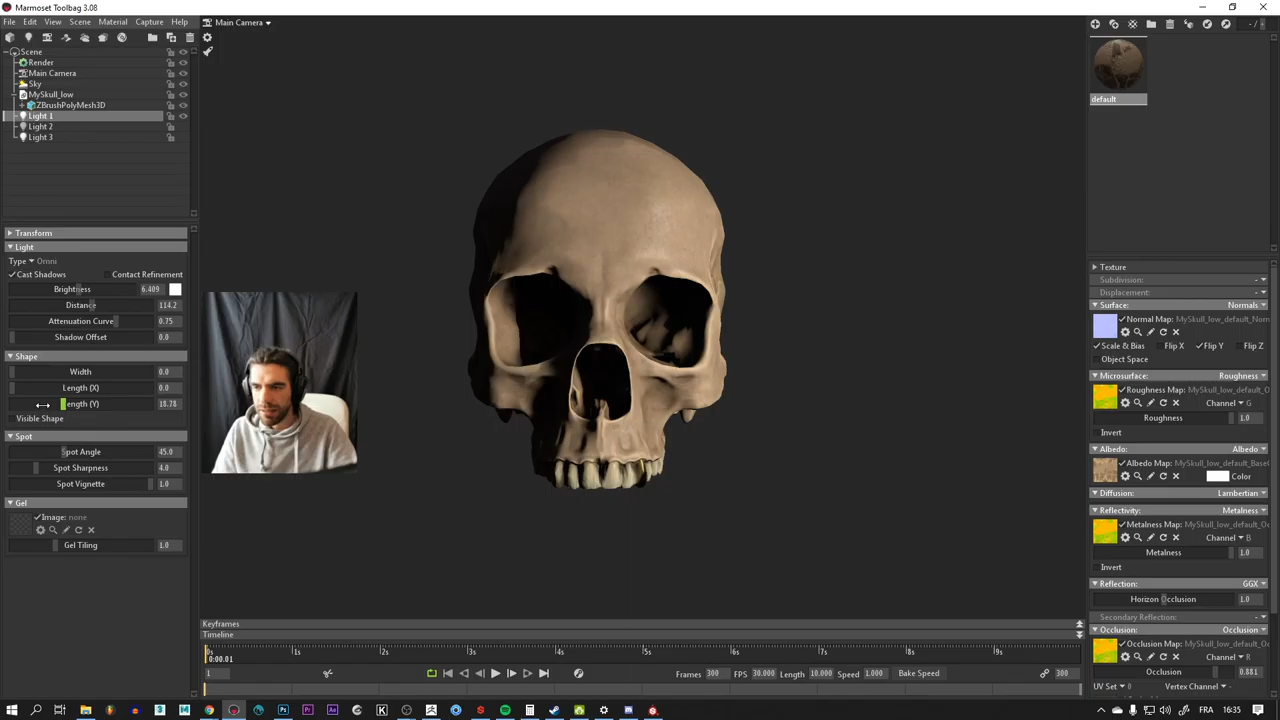 Marmoset Toolbag 3.08
File Edit View Scene Material Capture Help
Main Camera
- / -
Scene
Render
Main Camera
Sky
MySkull_low
ZBrushPolyMesh3D
Light 1
Light 2
Light 3
default
Transform
Light
Type Omni
Cast Shadows Contact Refinement
Brightness 6.409
Distance 114.2
Attenuation Curve 0.75
Shadow Offset 0.0
Shape
Width 0.0
Length (X) 0.0
ength (Y) 18.78
Visible Shape
Spot
Spot Angle 45.0
Spot Sharpness 4.0
Spot Vignette 1.0
Gel
Image: none
Gel Tiling 1.0
Texture
Subdivision: -
Displacement: -
Surface: Normals
Normal Map: MySkull_low_default_Nom
Scale & Bias Flip X Flip Y Flip Z
Object Space
Microsurface: Roughness
Roughness Map: MySkull_low_default_O
Channel G
Roughness 1.0
Invert
Albedo: Albedo
Albedo Map: MySkull_low_default_Base
Color
Diffusion: Lambertian
Reflectivity: Metalness
Metalness Map: MySkull_low_default_Oc
Channel B
Metalness 1.0
Invert
Reflection: GGX
Horizon Occlusion 1.0
Secondary Reflection: -
Occlusion: Occlusion
Occlusion Map: MySkull_low_default_Oc
Channel R
Occlusion 0.881
UV Set 0 Vertex Channel -
Keyframes
Timeline
0s 1s 2s 3s 4s 5s 6s 7s 8s 9s
0:00.01
1 Frames 300 FPS 30.000 Length 10.000 Speed 1.000 Bake Speed 300
FRA 16:35